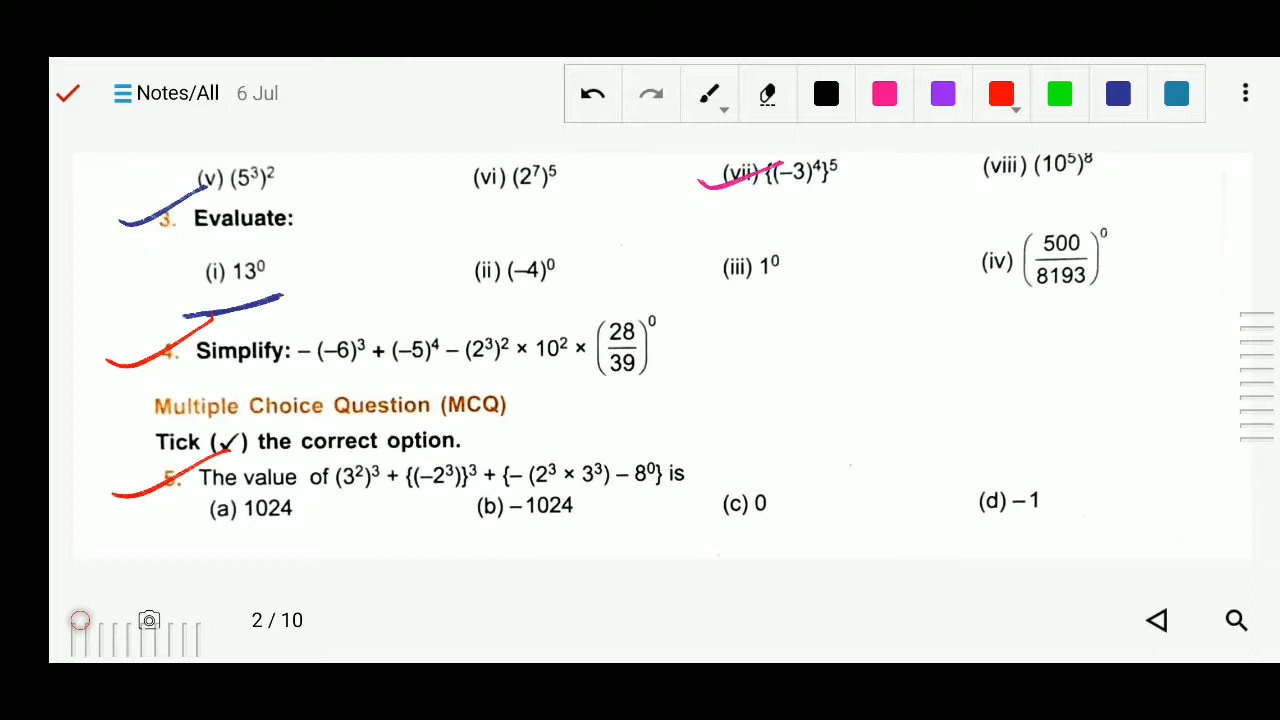 Notes/All 6 Jul
(v) (5³)² (vi) (2⁷)⁵ (vii) {(–3)⁴}⁵ (viii) (10⁵)⁸
3. Evaluate:
(i) 13⁰ (ii) (–4)⁰ (iii) 1⁰ (iv) (500/8193)⁰
4. Simplify: – (–6)³ + (–5)⁴ – (2³)² × 10² × (28/39)⁰
Multiple Choice Question (MCQ)
Tick (✓) the correct option.
5. The value of (3²)³ + {(–2³)}³ + {– (2³ × 3³) – 8⁰} is
(a) 1024 (b) – 1024 (c) 0 (d) – 1
2 / 10